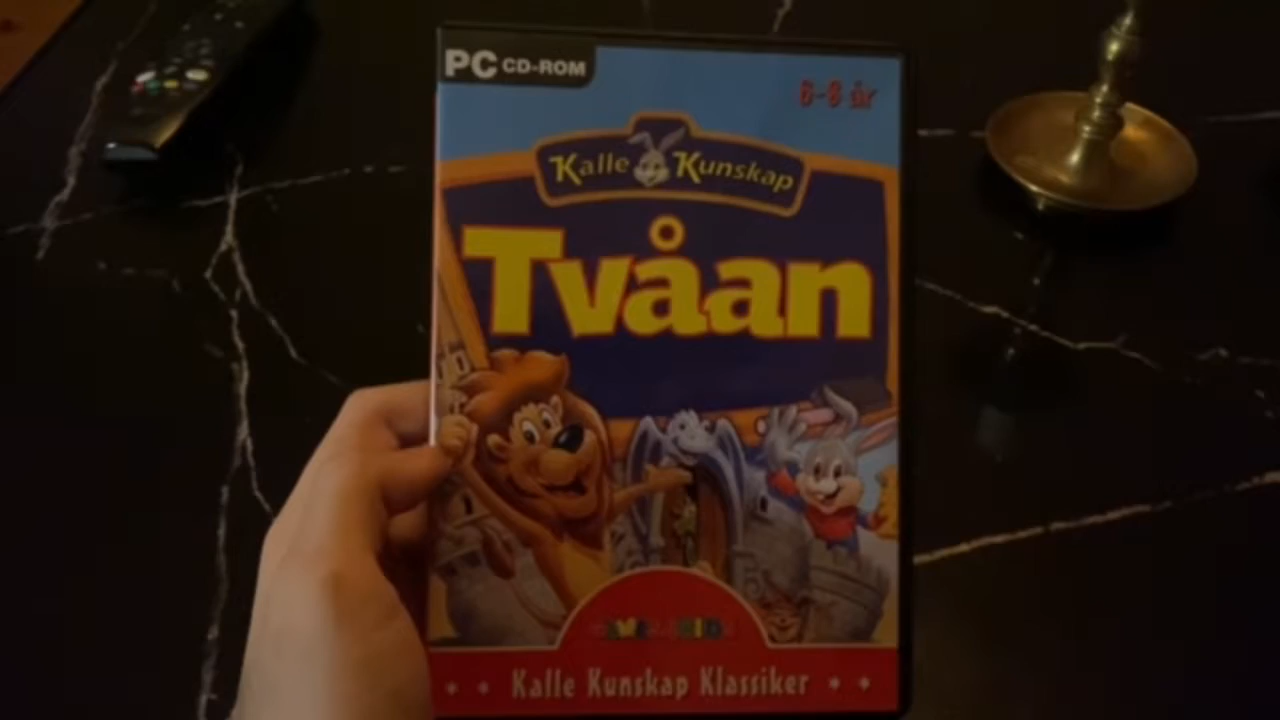 PC CD-ROM
6-8 år
Kalle Kunskap
Tvåan
Kalle Kunskap Klassiker